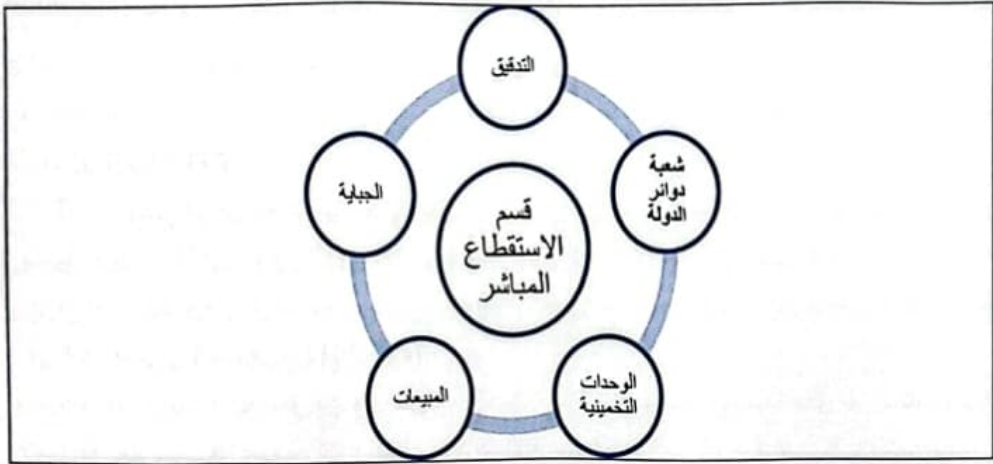 التدقيق
شعبة
دوائر
الدولة
الوحدات
التخمينية
المبيعات
الجباية
قسم
الاستقطاع
المباشر